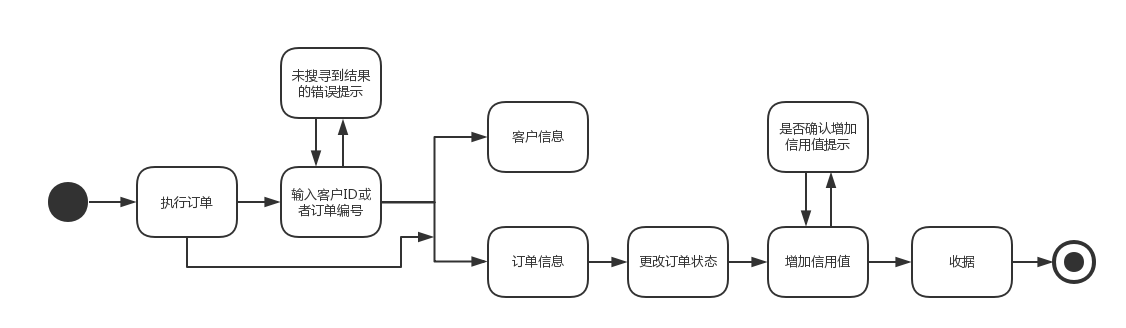 未搜寻到结果
的错误提示
客户信息
是否确认增加
信用值提示
执行订单
输入客户ID或
者订单编号
订单信息
更改订单状态
增加信用值
收据